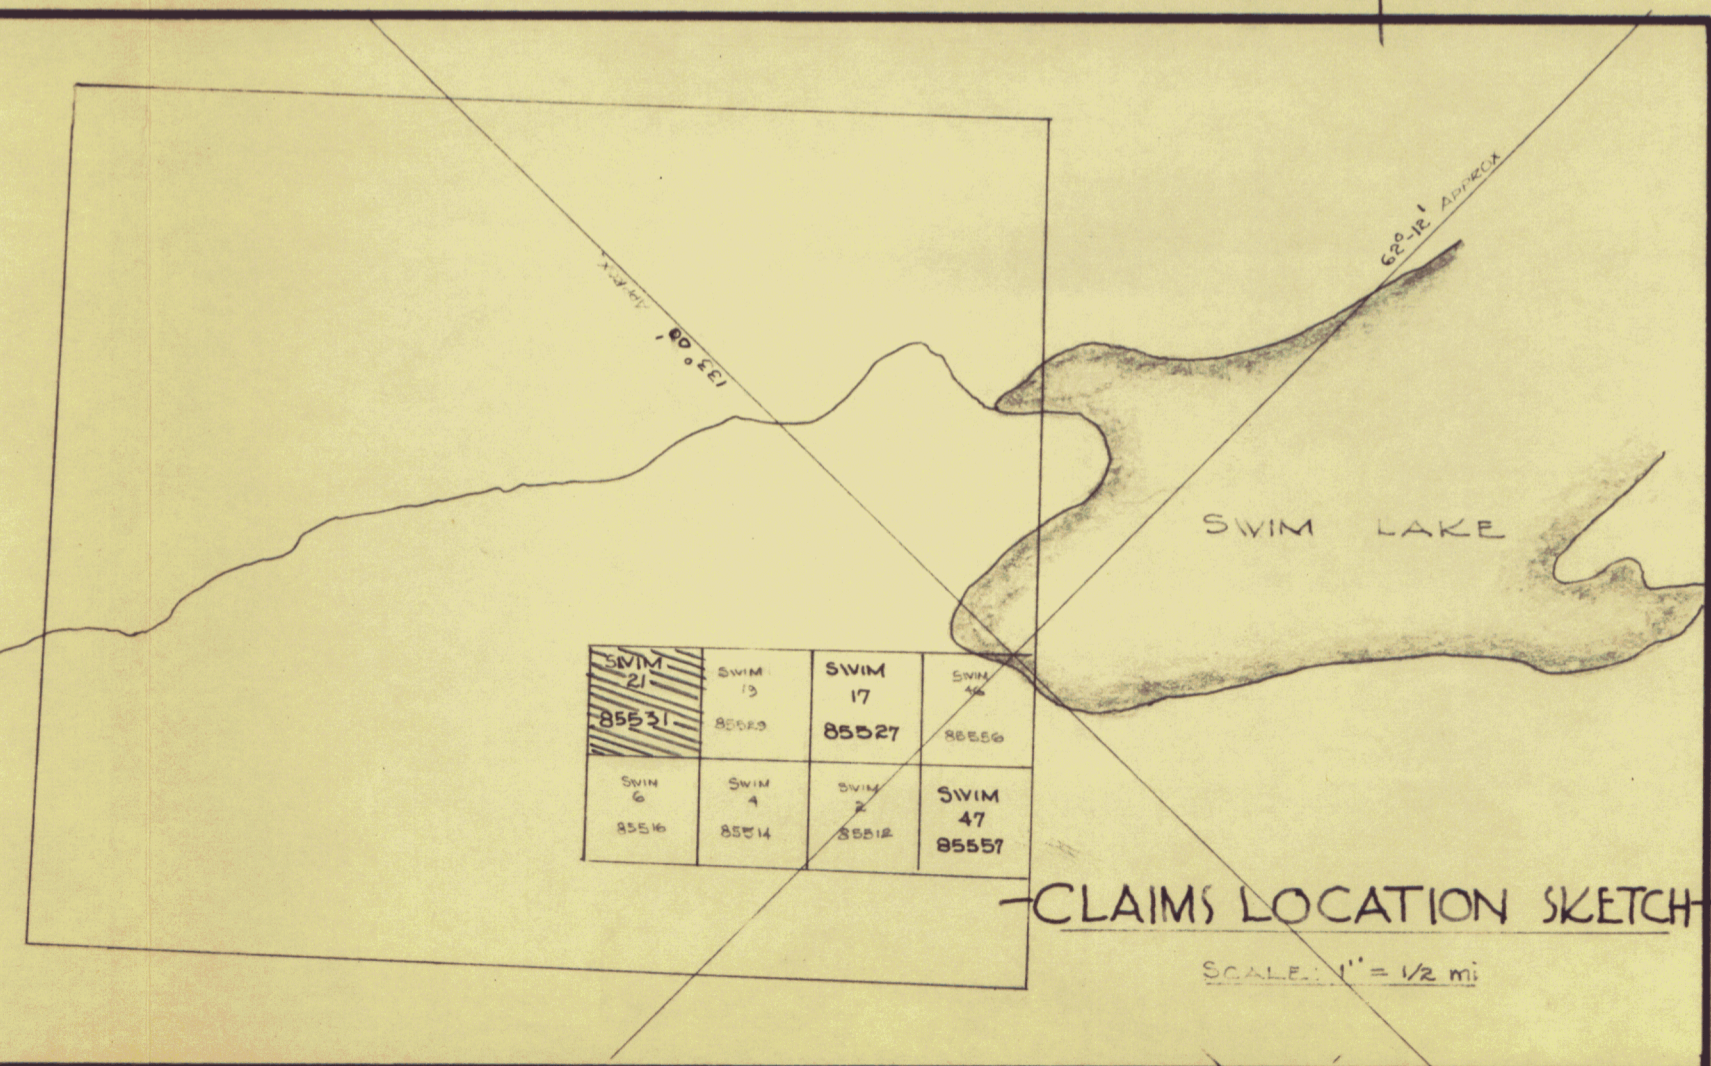 62°-12' APPROX
APPROX.
133° 00'
SWIM LAKE
SWIM
21
85531
SWIM
19
85529
SWIM
17
85527
SWIM
46
85556
SWIM
6
85516
SWIM
4
85514
SWIM
2
85512
SWIM
47
85557
-CLAIMS LOCATION SKETCH-
SCALE: 1" = 1/2 mi